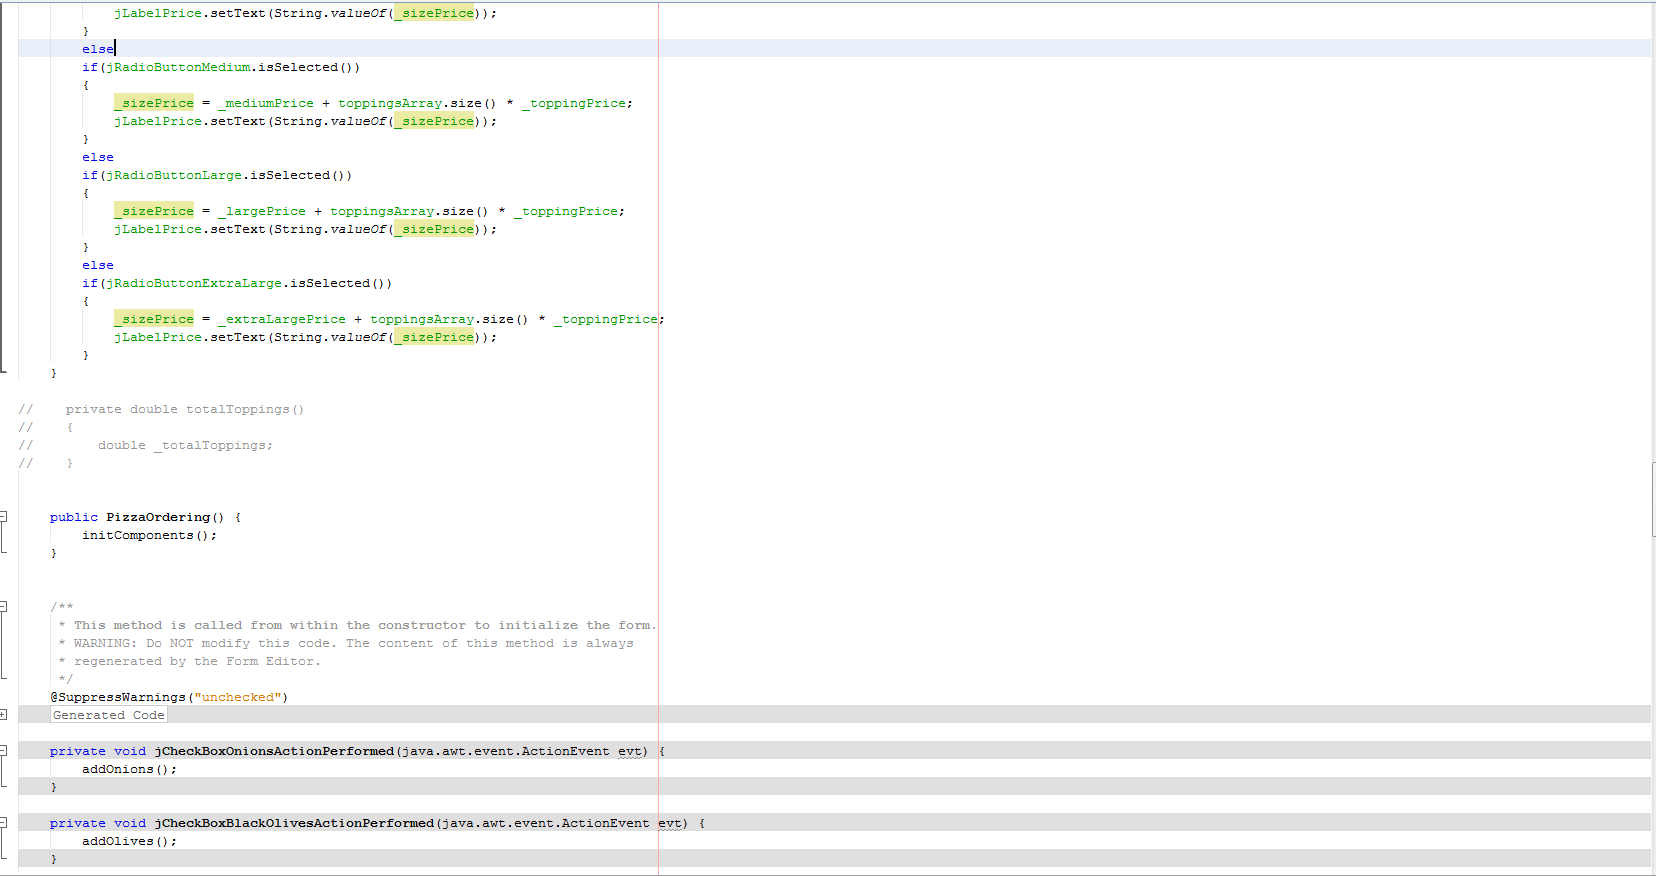 jLabelPrice.setText(String.valueOf(_sizePrice));
}
else
if(jRadioButtonMedium.isSelected())
{
_sizePrice = _mediumPrice + toppingsArray.size() * _toppingPrice;
jLabelPrice.setText(String.valueOf(_sizePrice));
}
else
if(jRadioButtonLarge.isSelected())
{
_sizePrice = _largePrice + toppingsArray.size() * _toppingPrice;
jLabelPrice.setText(String.valueOf(_sizePrice));
}
else
if(jRadioButtonExtraLarge.isSelected())
{
_sizePrice = _extraLargePrice + toppingsArray.size() * _toppingPrice;
jLabelPrice.setText(String.valueOf(_sizePrice));
}
}
//    private double totalToppings()
//    {
//        double _totalToppings;
//    }
public PizzaOrdering() {
initComponents();
}
/**
* This method is called from within the constructor to initialize the form.
* WARNING: Do NOT modify this code. The content of this method is always
* regenerated by the Form Editor.
*/
@SuppressWarnings("unchecked")
Generated Code
private void jCheckBoxOnionsActionPerformed(java.awt.event.ActionEvent evt) {
addOnions();
}
private void jCheckBoxBlackOlivesActionPerformed(java.awt.event.ActionEvent evt) {
addOlives();
}